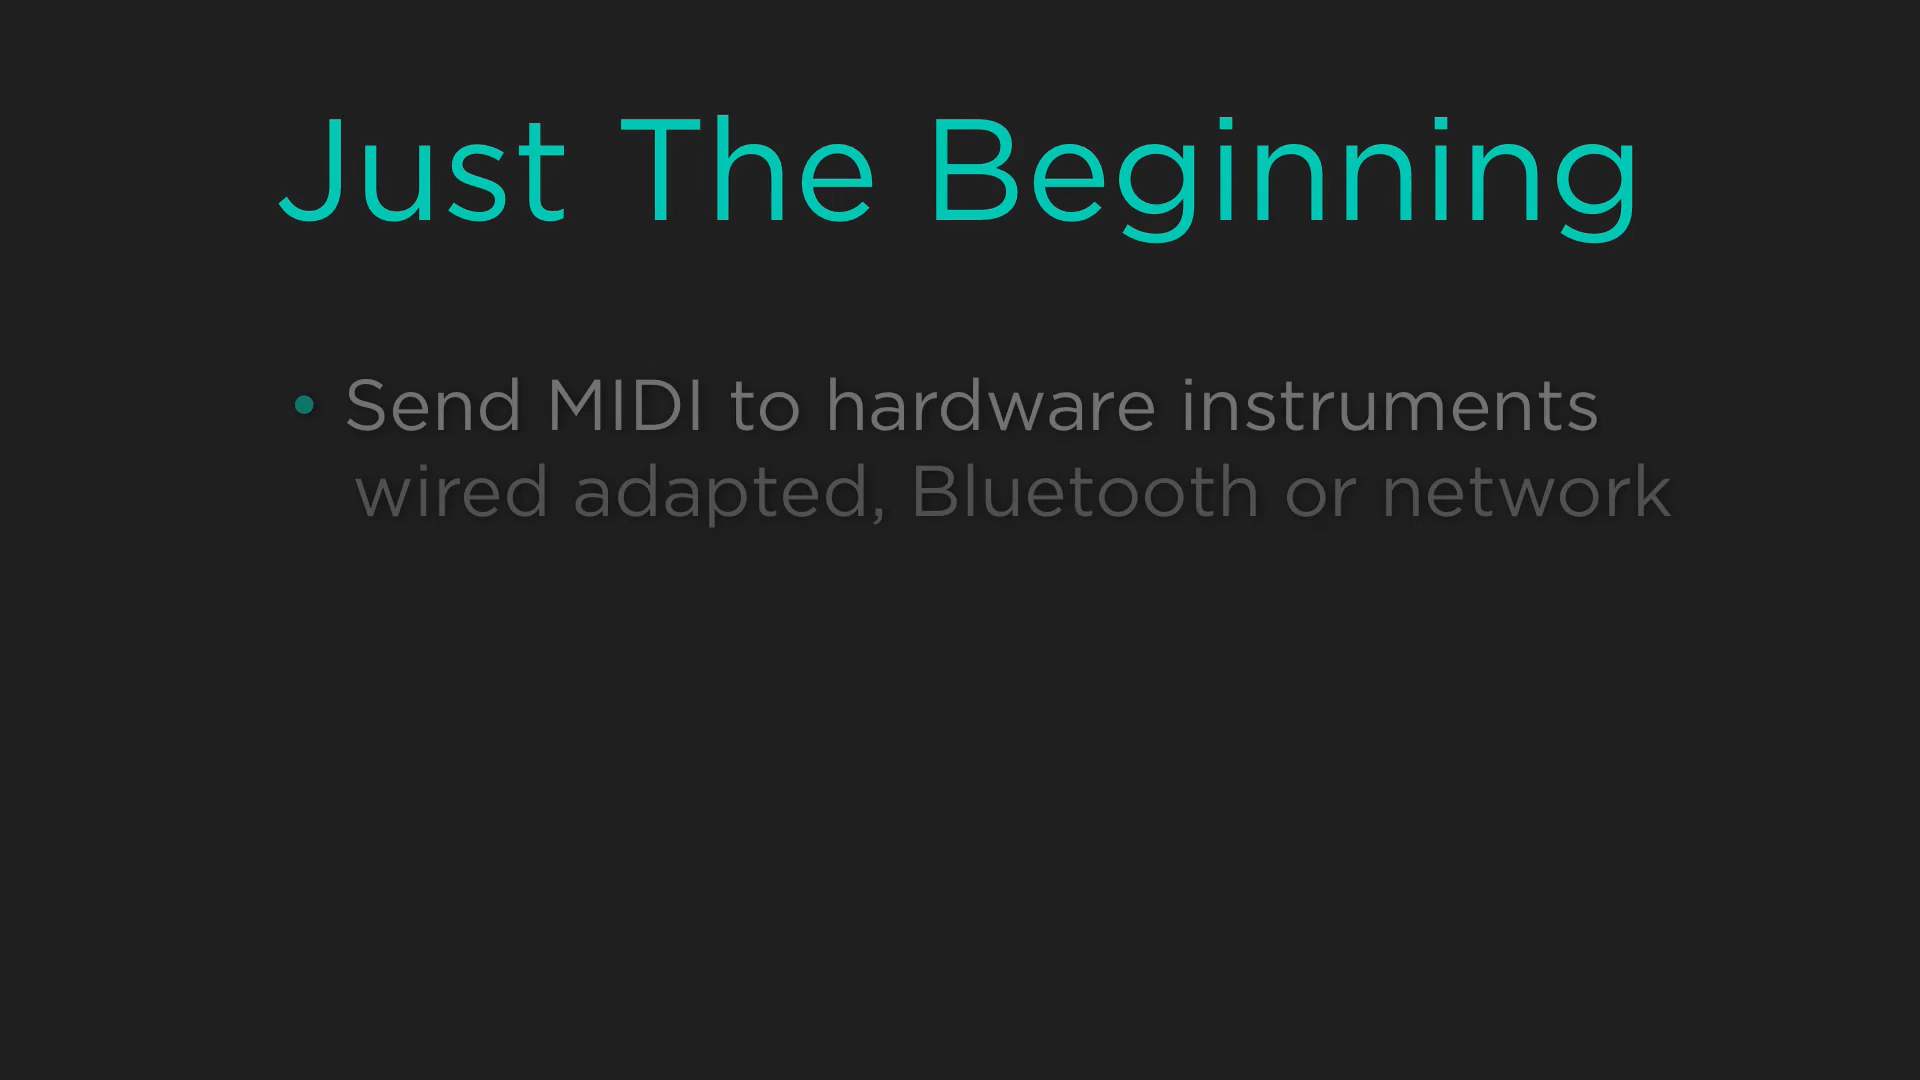 Just The Beginning
• Send MIDI to hardware instruments
wired adapted, Bluetooth or network